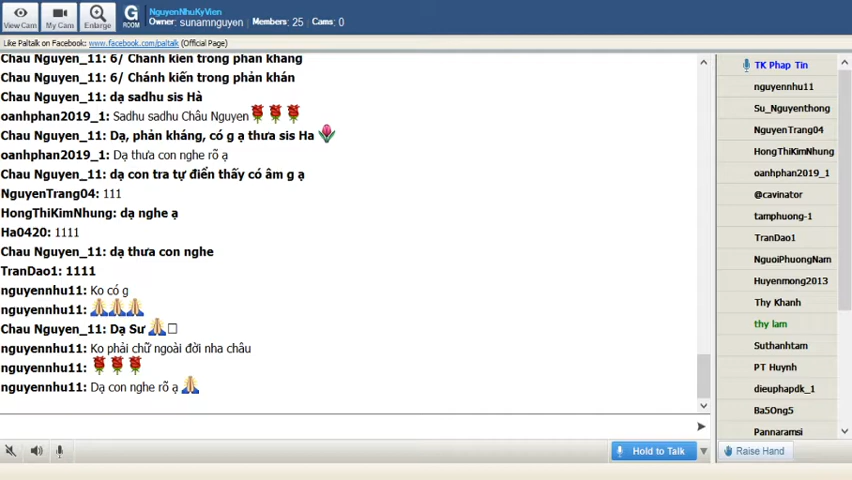 View Cam
My Cam
Enlarge
G
ROOM
NguyenNhuKyVien
Owner: sunamnguyen Members: 25 Cams: 0
Like Paltalk on Facebook: www.facebook.com/paltalk (Official Page)
Chau Nguyen_11: 6/ Chánh kiến trong phản kháng
Chau Nguyen_11: 6/ Chánh kiến trong phản khán
Chau Nguyen_11: dạ sadhu sis Hà
oanhphan2019_1: Sadhu sadhu Châu Nguyen
Chau Nguyen_11: Dạ, phản kháng, có g ạ thưa sis Ha
oanhphan2019_1: Dạ thưa con nghe rõ ạ
Chau Nguyen_11: dạ con tra tự điển thấy có âm g ạ
NguyenTrang04: 111
HongThiKimNhung: dạ nghe ạ
Ha0420: 1111
Chau Nguyen_11: dạ thưa con nghe
TranDao1: 1111
nguyennhu11: Ko có g
nguyennhu11:
Chau Nguyen_11: Dạ Sư
nguyennhu11: Ko phải chữ ngoài đời nha châu
nguyennhu11:
nguyennhu11: Dạ con nghe rõ ạ
Hold to Talk
TK Phap Tin
nguyennhu11
Su_Nguyenthong
NguyenTrang04
HongThiKimNhung
oanhphan2019_1
@cavinator
tamphuong-1
TranDao1
NguoiPhuongNam
Huyenmong2013
Thy Khanh
thy lam
Suthanhtam
PT Huynh
dieuphapdk_1
Ba5Ong5
Pannaramsi
Raise Hand